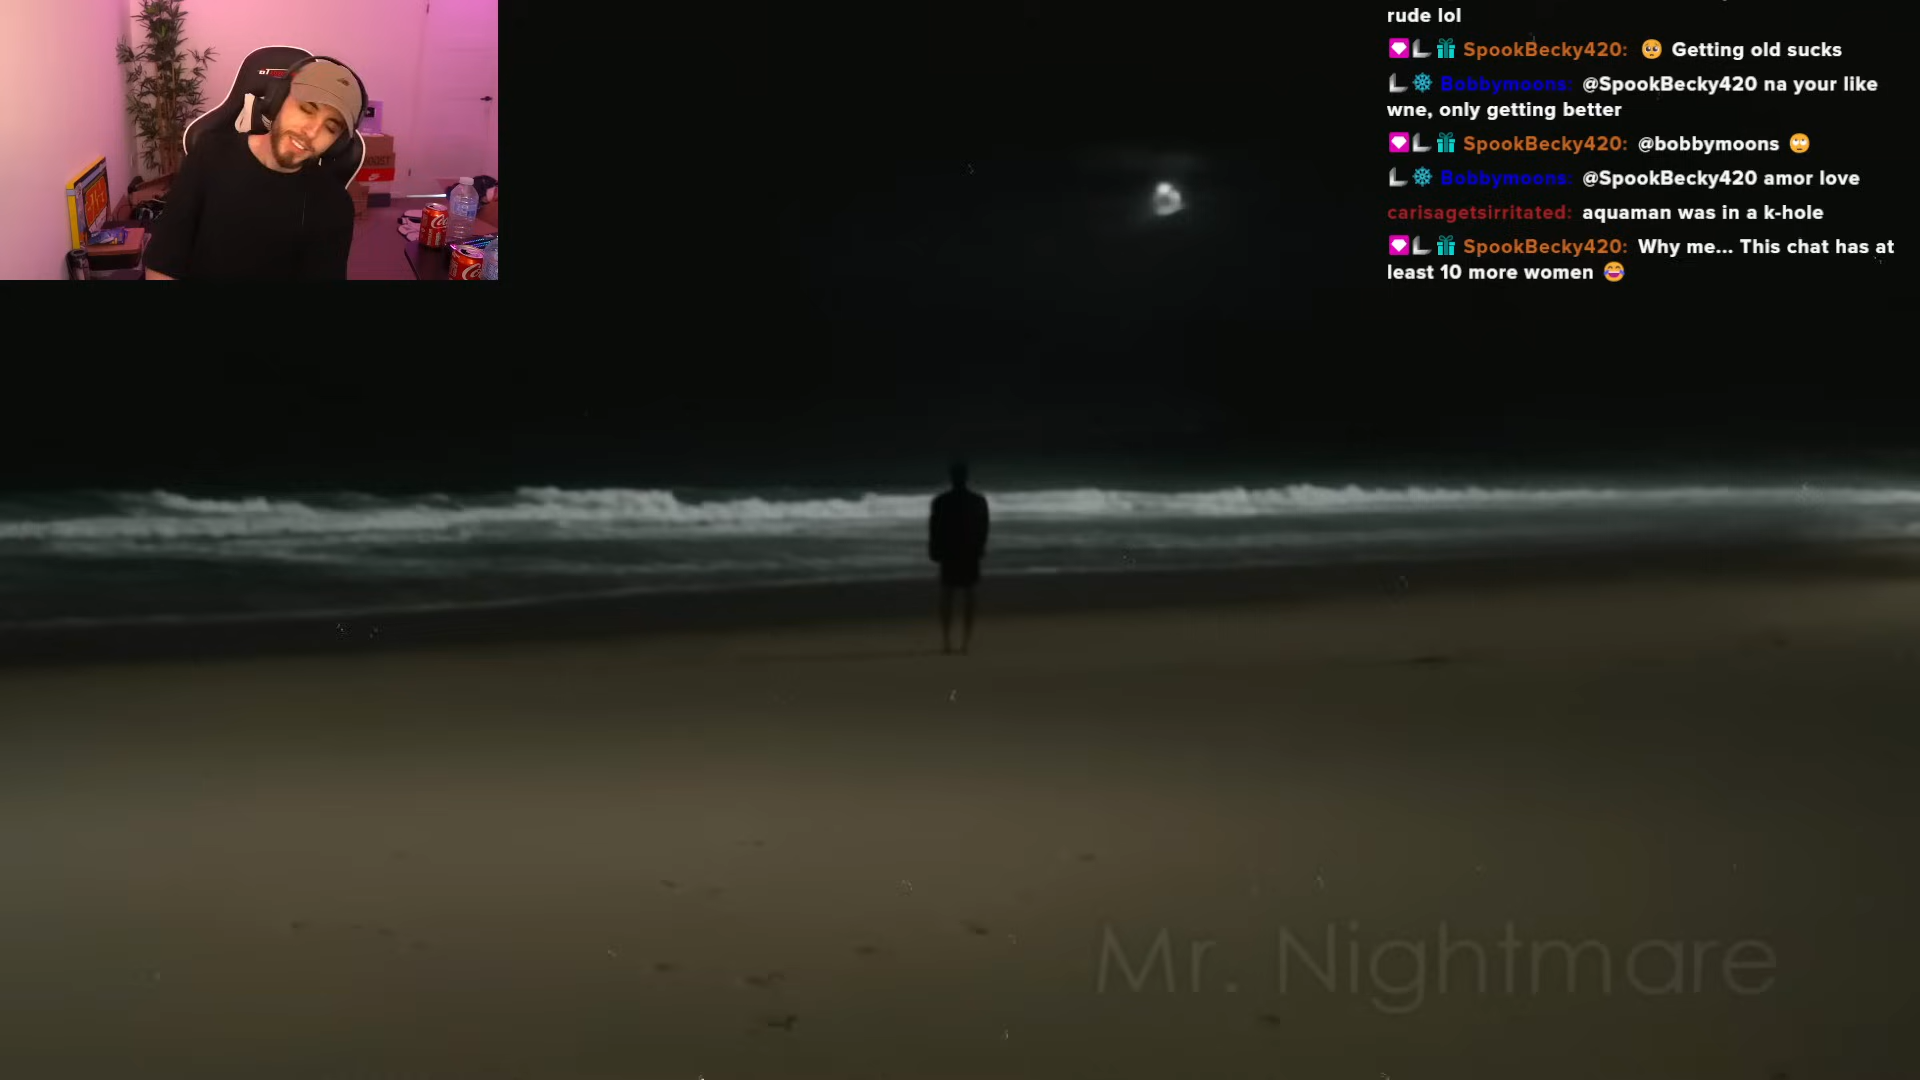 rude lol
SpookBecky420: 🥺 Getting old sucks
Bobbymoons: @SpookBecky420 na your like
wne, only getting better
SpookBecky420: @bobbymoons 🙄
Bobbymoons: @SpookBecky420 amor love
carisagetsirritated: aquaman was in a k-hole
SpookBecky420: Why me... This chat has at
least 10 more women 😂
Mr. Nightmare